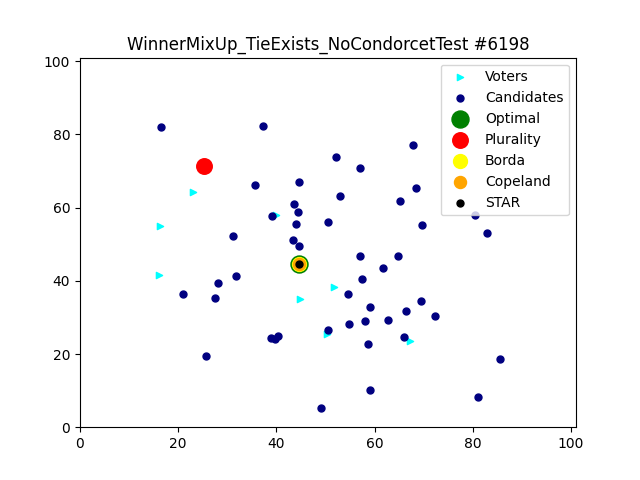 WinnerMixUp_TieExists_NoCondorcetTest #6198
100
80
60
40
20
0
0
20
40
60
80
100
Voters
Candidates
Optimal
Plurality
Borda
Copeland
STAR